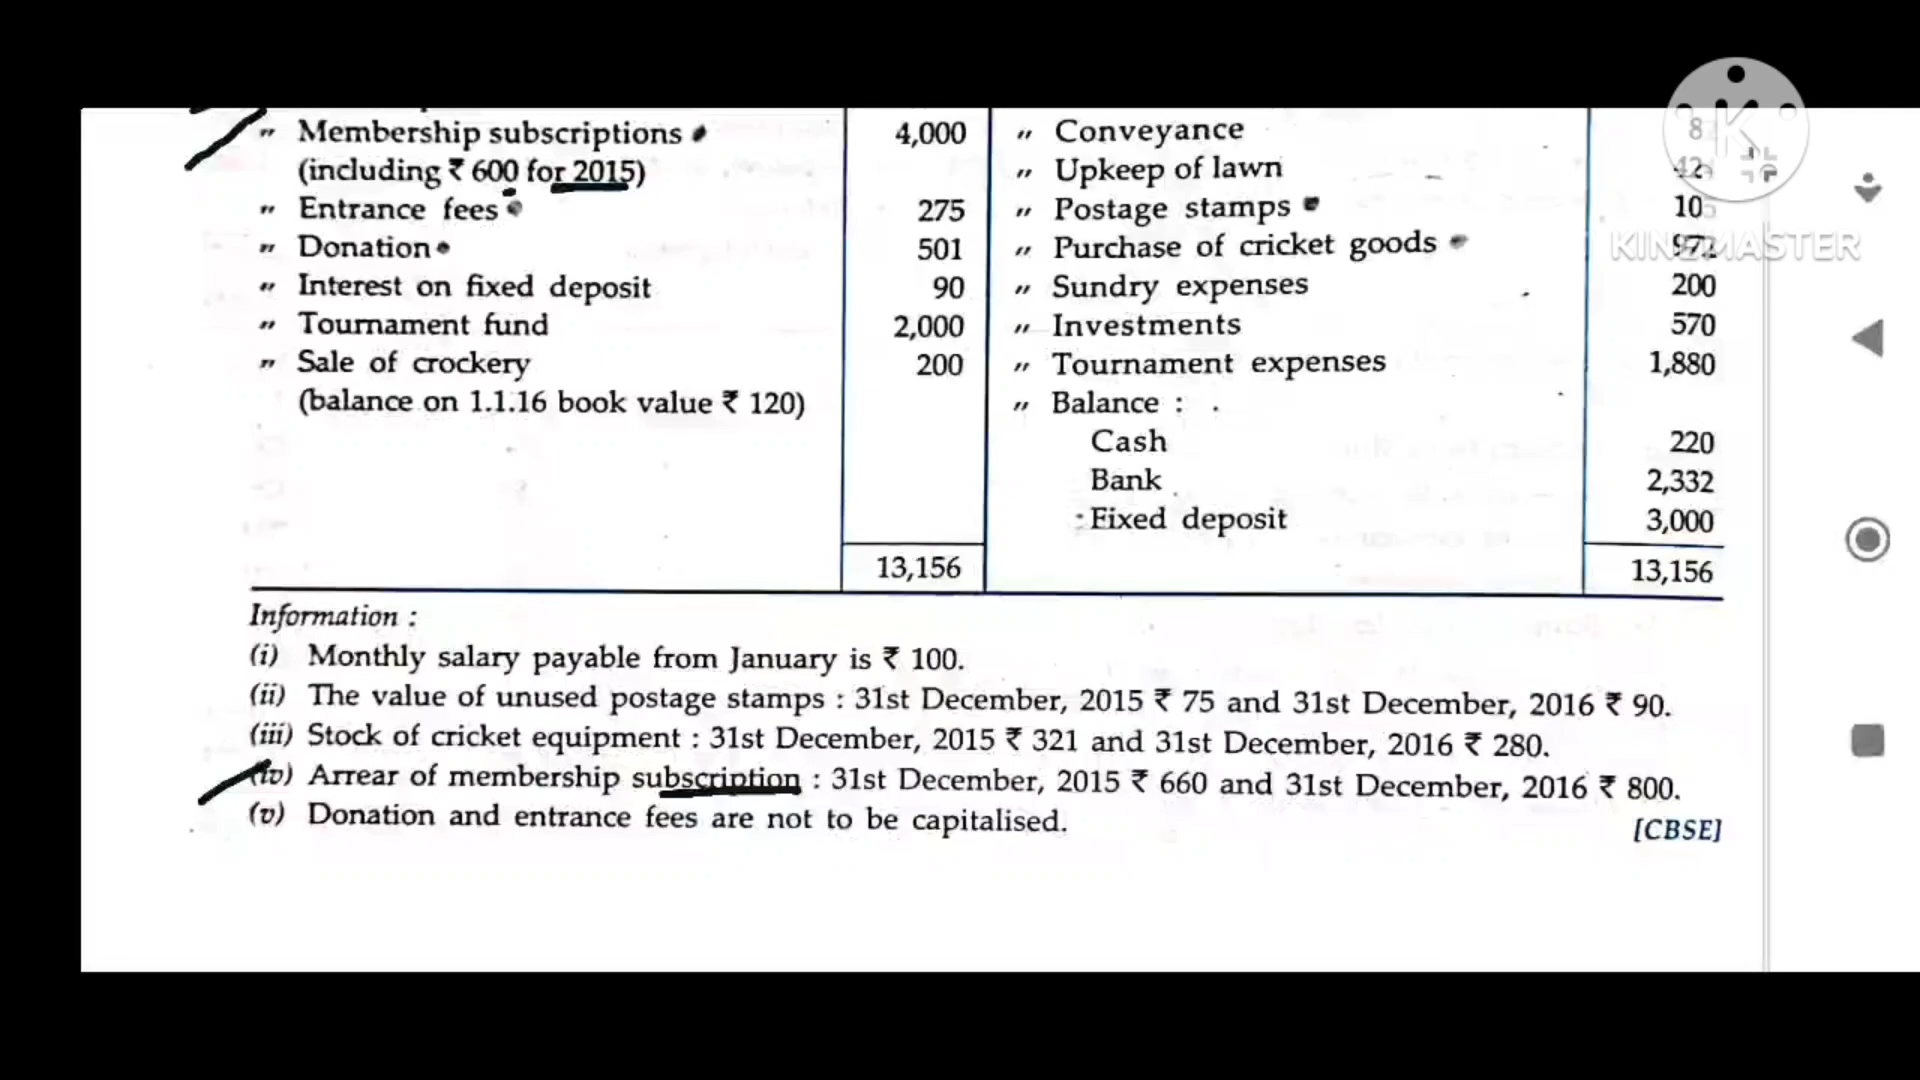 " Membership subscriptions 4,000 " Conveyance
(including ₹ 600 for 2015) " Upkeep of lawn
" Entrance fees 275 " Postage stamps
" Donation 501 " Purchase of cricket goods
KINEMASTER
" Interest on fixed deposit 90 " Sundry expenses 200
" Tournament fund 2,000 " Investments 570
" Sale of crockery 200 " Tournament expenses 1,880
(balance on 1.1.16 book value ₹ 120) " Balance :
Cash 220
Bank 2,332
Fixed deposit 3,000
13,156 13,156
Information :
(i) Monthly salary payable from January is ₹ 100.
(ii) The value of unused postage stamps : 31st December, 2015 ₹ 75 and 31st December, 2016 ₹ 90.
(iii) Stock of cricket equipment : 31st December, 2015 ₹ 321 and 31st December, 2016 ₹ 280.
(iv) Arrear of membership subscription : 31st December, 2015 ₹ 660 and 31st December, 2016 ₹ 800.
(v) Donation and entrance fees are not to be capitalised.
[CBSE]